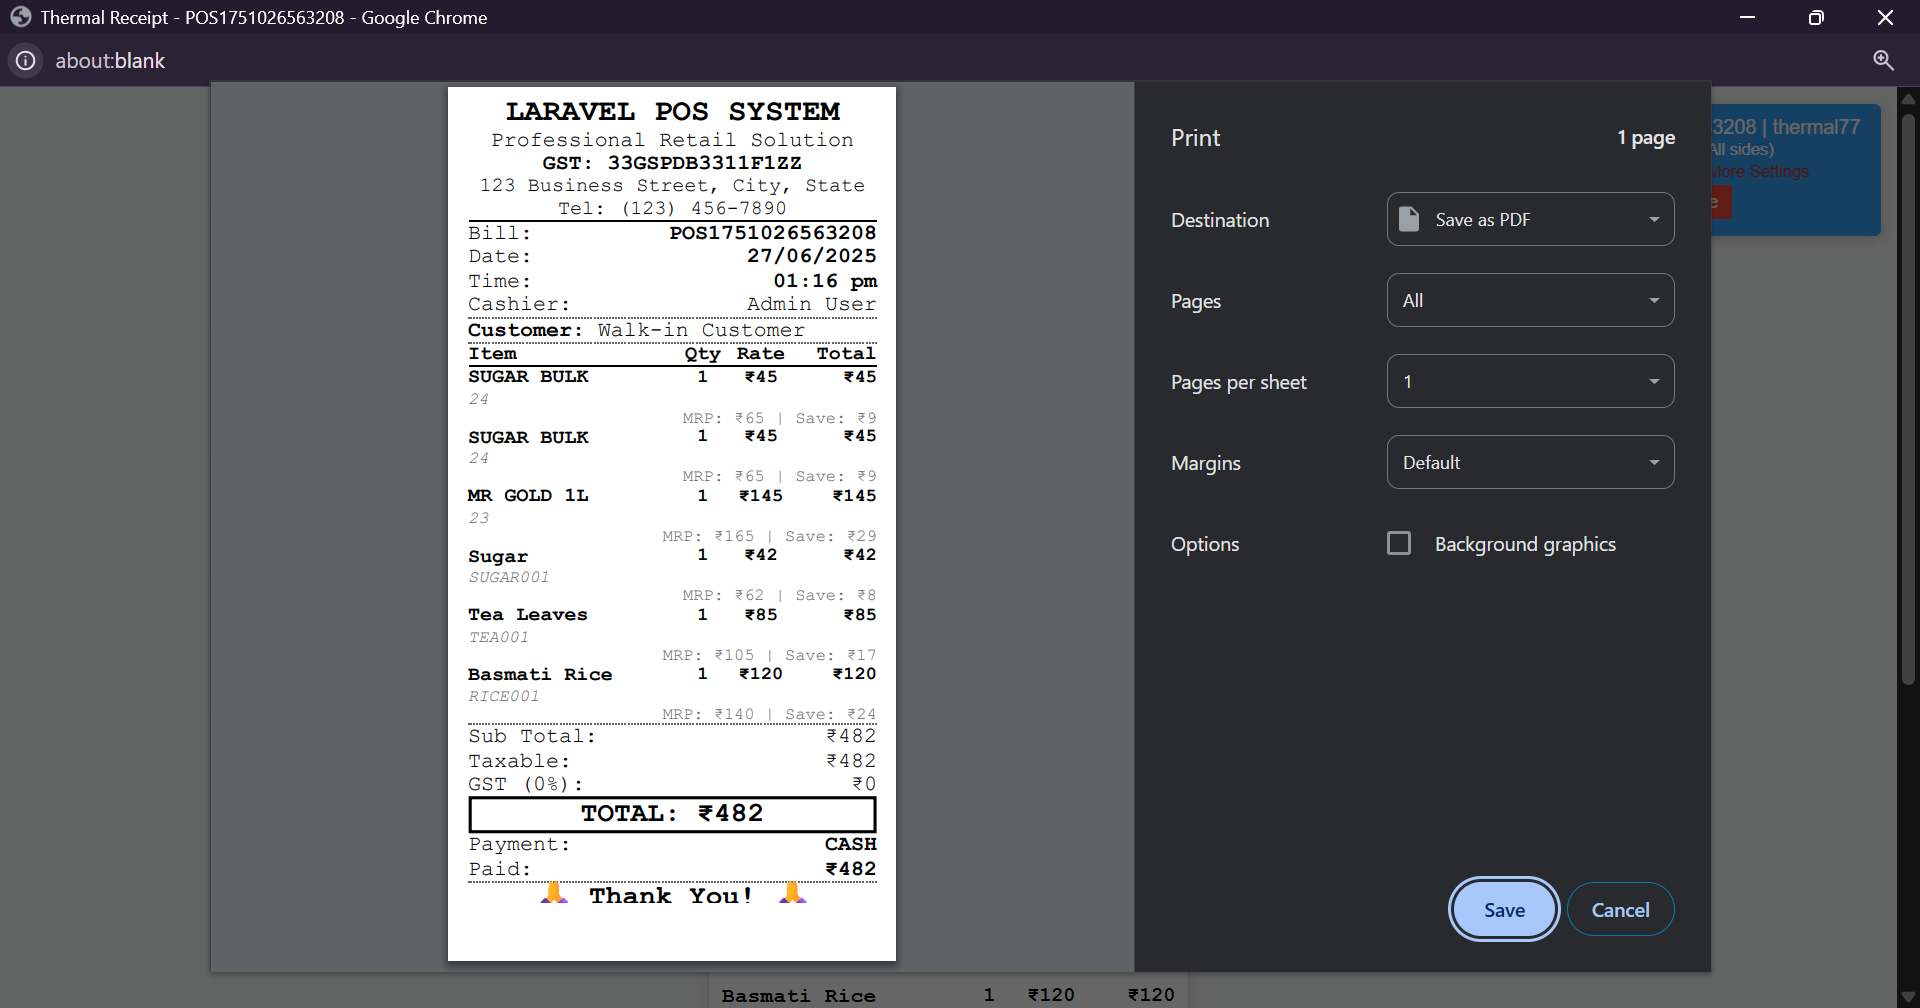 Thermal Receipt - POS1751026563208 - Google Chrome
about:blank
LARAVEL POS SYSTEM
Professional Retail Solution
GST: 33GSPDB3311F1ZZ
123 Business Street, City, State
Tel: (123) 456-7890
Bill: POS1751026563208
Date: 27/06/2025
Time: 01:16 pm
Cashier: Admin User
Customer: Walk-in Customer
Item Qty Rate Total
SUGAR BULK 1 ₹45 ₹45
24
MRP: ₹65 | Save: ₹9
SUGAR BULK 1 ₹45 ₹45
24
MRP: ₹65 | Save: ₹9
MR GOLD 1L 1 ₹145 ₹145
23
MRP: ₹165 | Save: ₹29
Sugar 1 ₹42 ₹42
SUGAR001
MRP: ₹62 | Save: ₹8
Tea Leaves 1 ₹85 ₹85
TEA001
MRP: ₹105 | Save: ₹17
Basmati Rice 1 ₹120 ₹120
RICE001
MRP: ₹140 | Save: ₹24
Sub Total: ₹482
Taxable: ₹482
GST (0%): ₹0
TOTAL: ₹482
Payment: CASH
Paid: ₹482
Thank You!
Print 1 page
Destination Save as PDF
Pages All
Pages per sheet 1
Margins Default
Options Background graphics
Save Cancel
3208 | thermal77
All sides)
More Settings
e
Basmati Rice 1 ₹120 ₹120